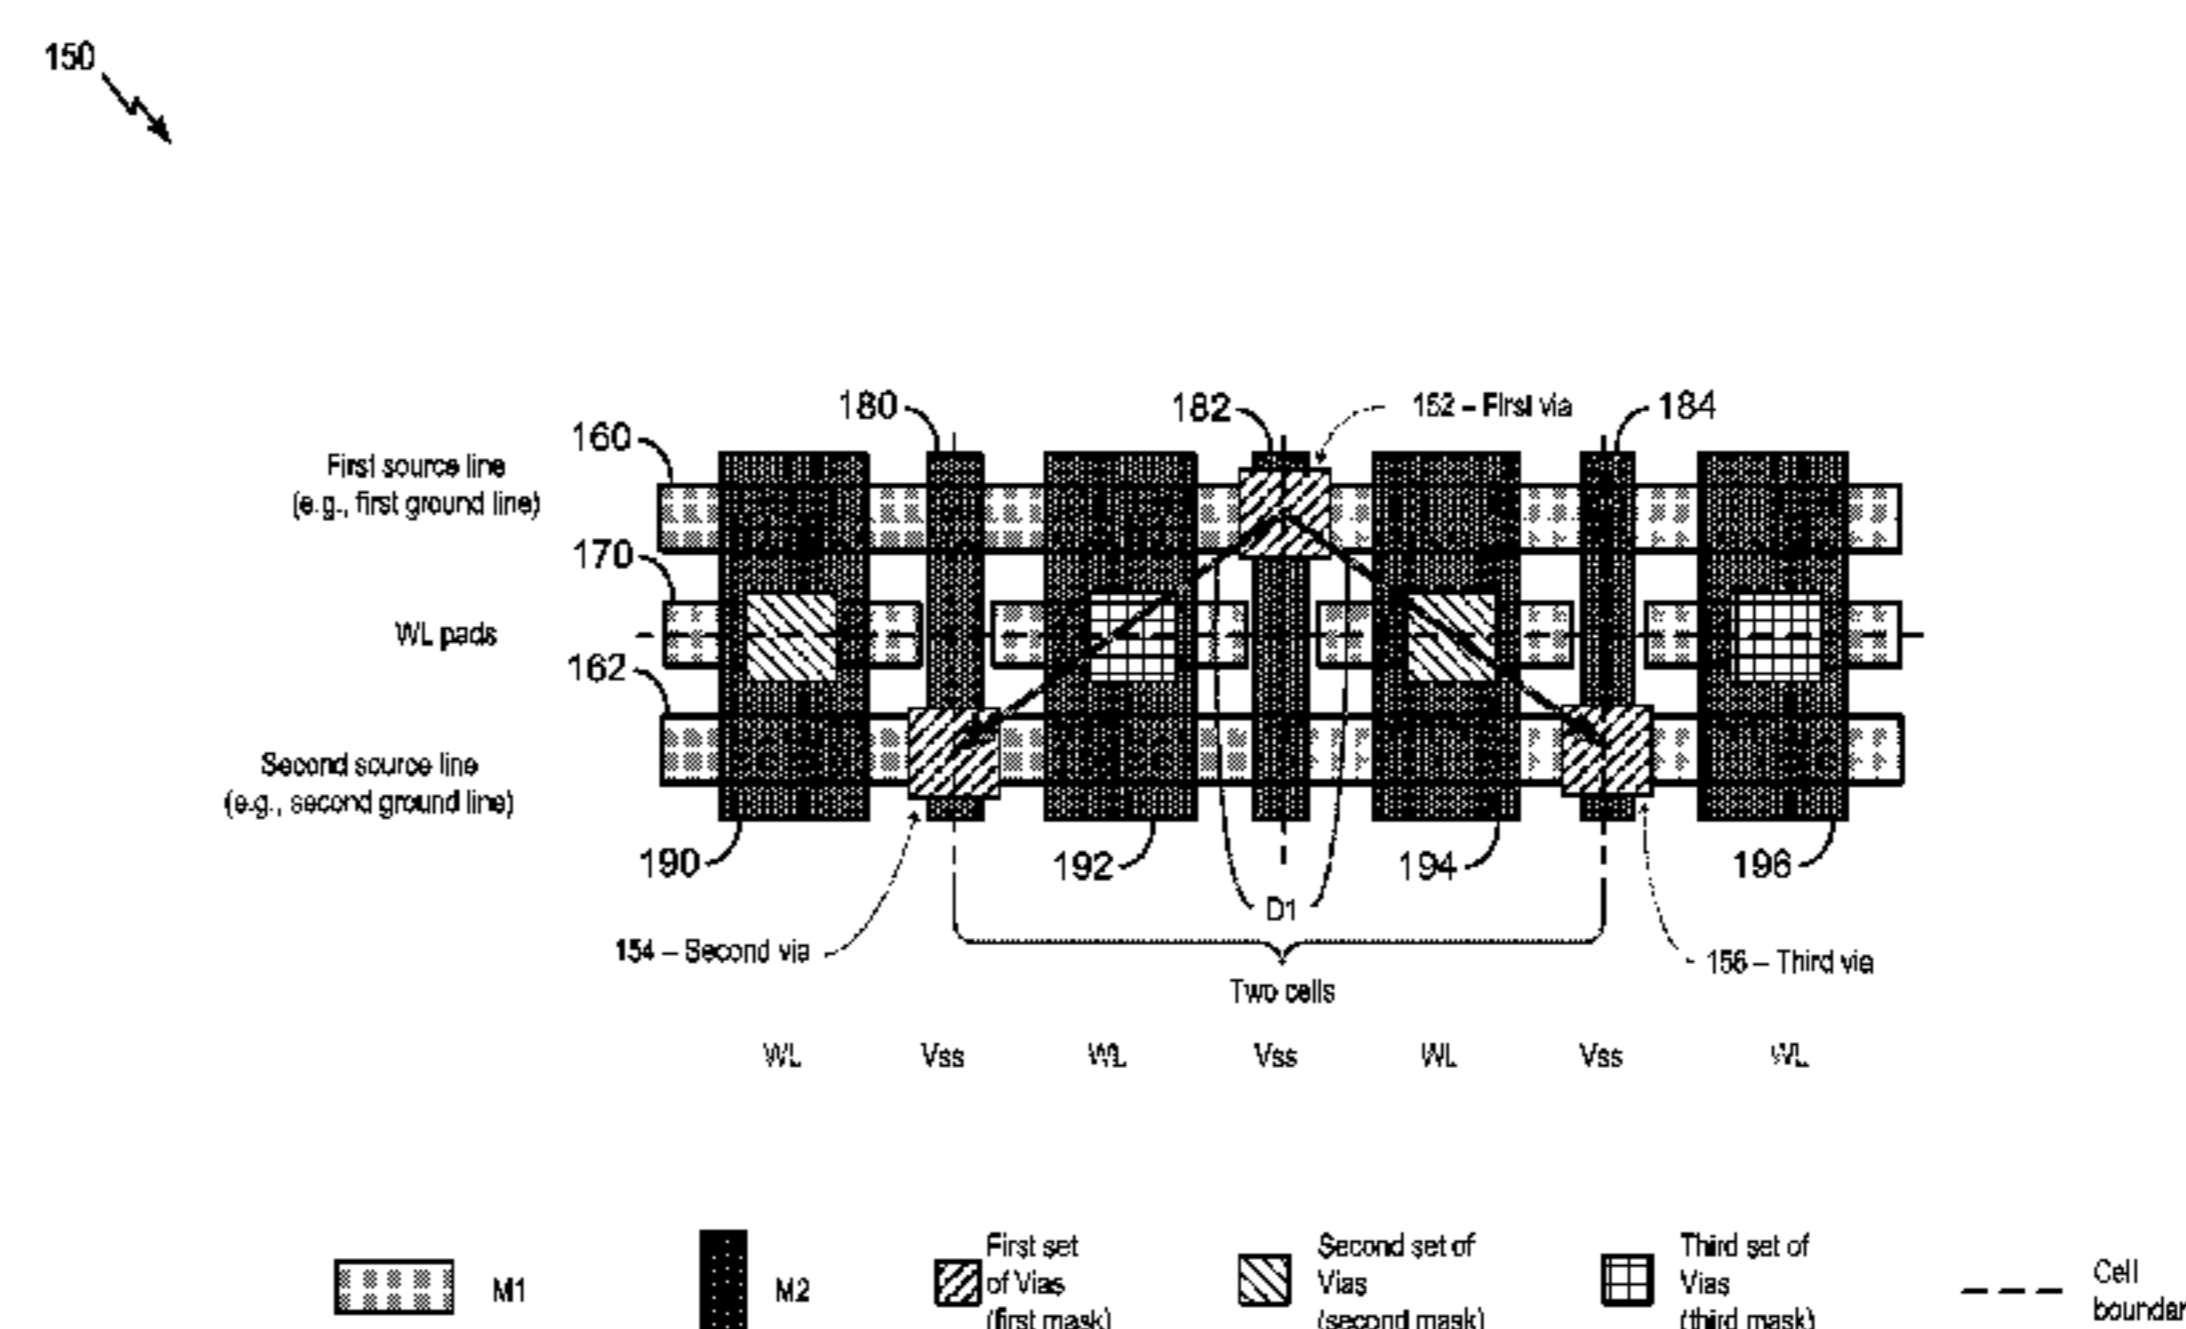 150
180
182
152 – First via
184
160
First source line
(e.g., first ground line)
170
WL pads
162
Second source line
(e.g., second ground line)
190
192
194
196
D1
154 – Second via
156 – Third via
Two cells
WL Vss WL Vss WL Vss WL
M1
M2
First set
of Vias
(first mask)
Second set of
Vias
(second mask)
Third set of
Vias
(third mask)
Cell
boundar